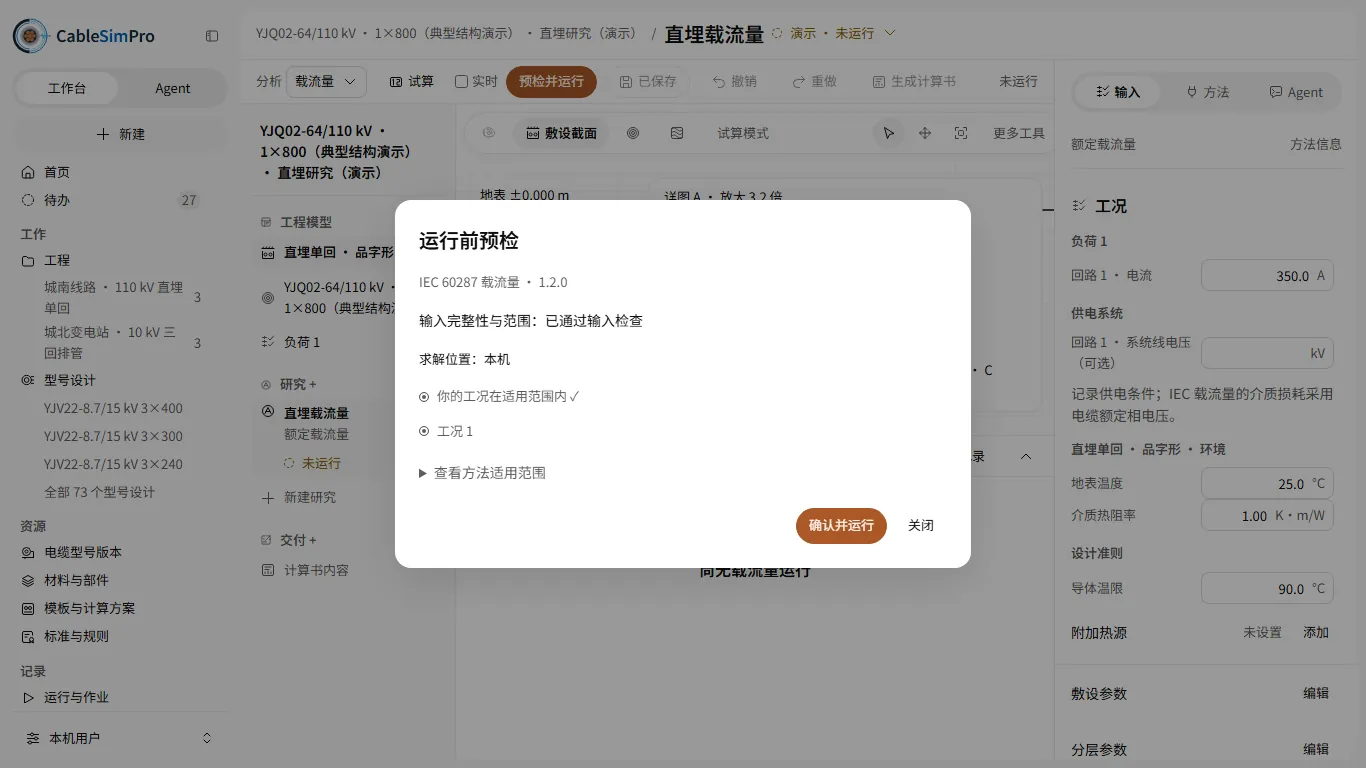 CableSimPro
工作台
Agent
新建
首页
待办
27
工作
工程
城南线路 · 110 kV 直埋
单回
3
城北变电站 · 10 kV 三
回排管
3
型号设计
YJV22-8.7/15 kV 3×400
YJV22-8.7/15 kV 3×300
YJV22-8.7/15 kV 3×240
全部 73 个型号设计
资源
电缆型号版本
材料与部件
模板与计算方案
标准与规则
记录
运行与作业
本机用户
YJQ02-64/110 kV · 1×800（典型结构演示） · 直埋研究（演示） / 直埋载流量 演示 · 未运行
分析 载流量 试算 实时 预检并运行 已保存 撤销 重做 生成计算书 未运行
YJQ02-64/110 kV ·
1×800（典型结构演示）
· 直埋研究（演示）
工程模型
直埋单回 · 品字形
YJQ02-64/110 kV ·
1×800（典型结构
负荷 1
研究 +
直埋载流量
额定载流量
未运行
新建研究
交付 +
计算书内容
敷设截面 试算模式 更多工具
地表 ±0.000 m
详图 A · 放大 3.2 倍
· C
录
尚无载流量运行
运行前预检
IEC 60287 载流量 · 1.2.0
输入完整性与范围：已通过输入检查
求解位置：本机
你的工况在适用范围内 ✓
工况 1
▶ 查看方法适用范围
确认并运行 关闭
输入 方法 Agent
额定载流量 方法信息
工况
负荷 1
回路 1 · 电流 350.0 A
供电系统
回路 1 · 系统线电压
（可选） kV
记录供电条件；IEC 载流量的介质损耗采用
电缆额定相电压。
直埋单回 · 品字形 · 环境
地表温度 25.0 °C
介质热阻率 1.00 K·m/W
设计准则
导体温限 90.0 °C
附加热源 未设置 添加
敷设参数 编辑
分层参数 编辑